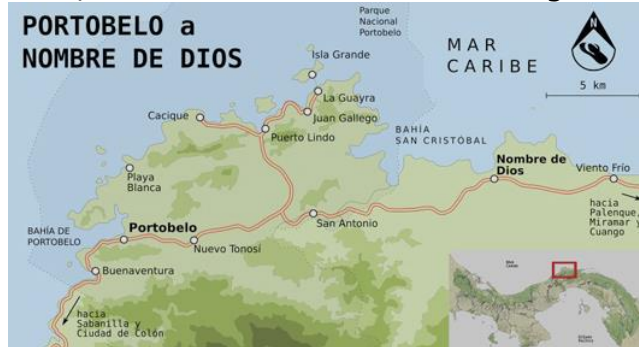 PORTOBELO a
NOMBRE DE DIOS
Parque
Nacional
Portobelo
Isla Grande
MAR
CARIBE
N
5 km
La Guayra
Cacique
Juan Gallego
Puerto Lindo
BAHÍA
SAN CRISTÓBAL
Playa
Blanca
Nombre de
Dios
Viento Frío
hacia
Palenque,
Miramar y
Cuango
BAHÍA DE
PORTOBELO
Portobelo
San Antonio
Nuevo Tonosí
Buenaventura
hacia
Sabanilla y
Ciudad de Colón